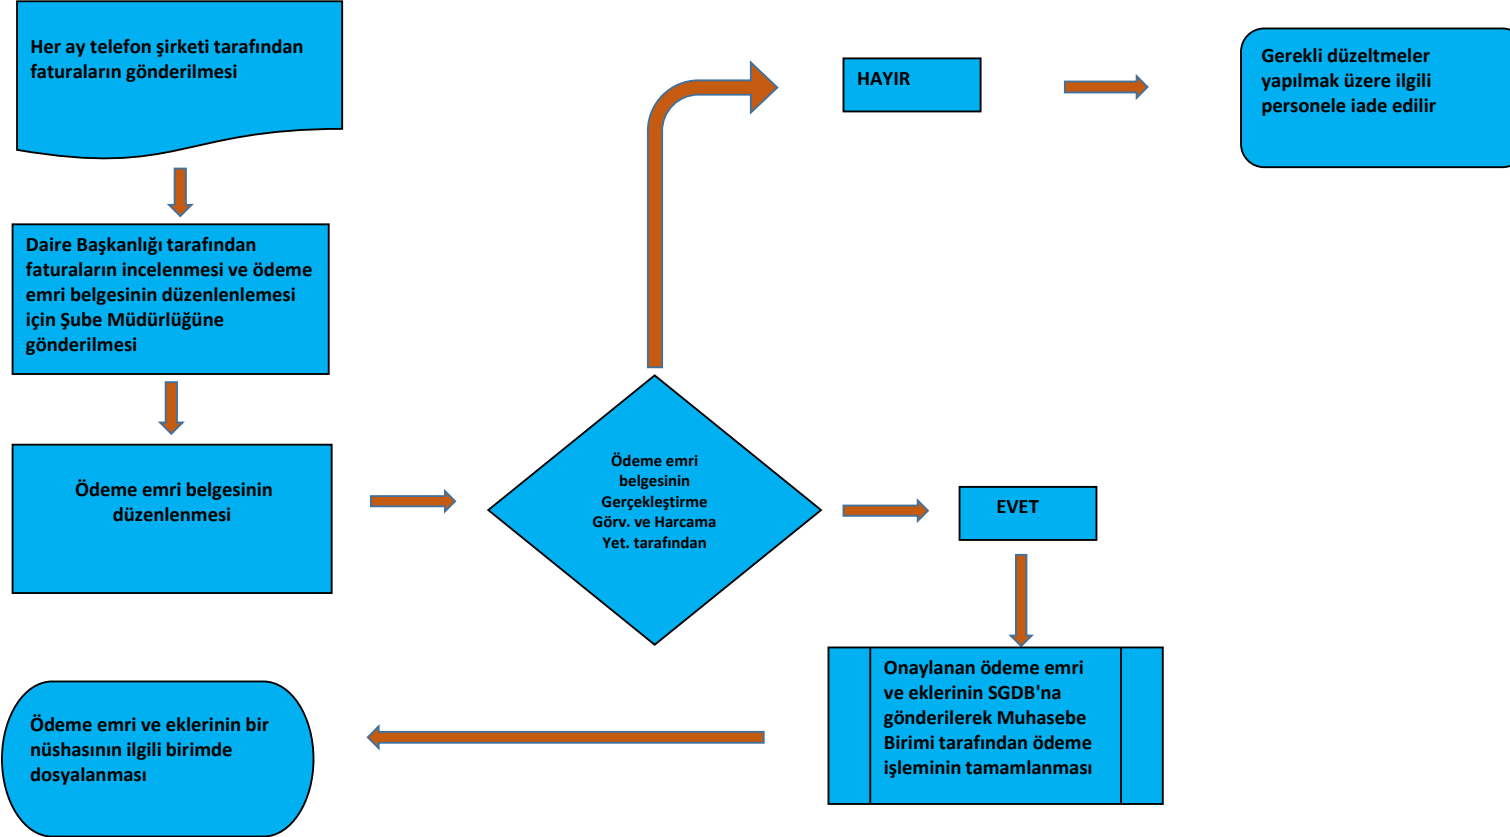 Her ay telefon şirketi tarafından
faturaların gönderilmesi
Daire Başkanlığı tarafından
faturaların incelenmesi ve ödeme
emri belgesinin düzenlenlemesi
için Şube Müdürlüğüne
gönderilmesi
Ödeme emri belgesinin
düzenlenmesi
Ödeme emri
belgesinin
Gerçekleştirme
Görv. ve Harcama
Yet. tarafından
HAYIR
Gerekli düzeltmeler
yapılmak üzere ilgili
personele iade edilir
EVET
Onaylanan ödeme emri
ve eklerinin SGDB'na
gönderilerek Muhasebe
Birimi tarafından ödeme
işleminin tamamlanması
Ödeme emri ve eklerinin bir
nüshasının ilgili birimde
dosyalanması